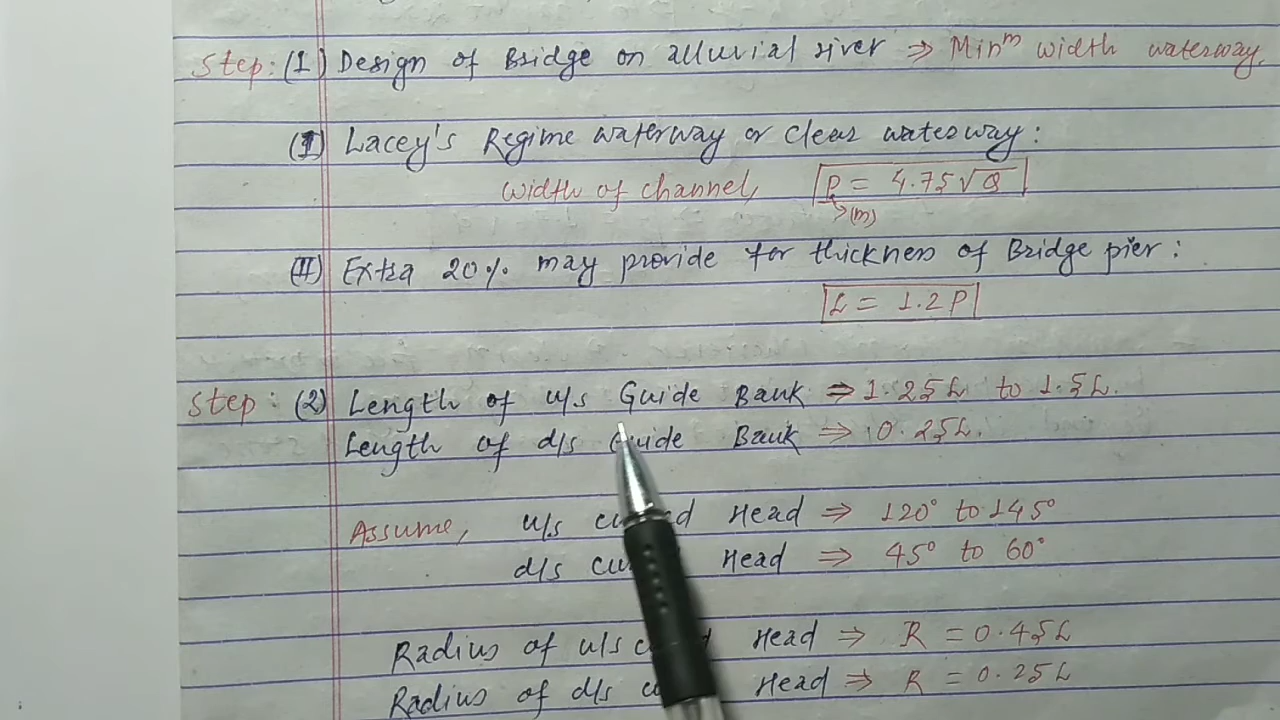 Step: (1) Design of Bridge on alluvial river ⇒ Minᵐ width waterway.
(I) Lacey's Regime waterway or clear waterway:
width of channel, P = 4.75√Q
↳(m)
(II) Extra 20% may provide for thickness of Bridge pier:
L = 1.2 P
Step: (2) Length of u/s Guide Bank ⇒ 1.25L to 1.5L.
Length of d/s Guide Bank ⇒ 0.25L.
Assume, u/s Head ⇒ 120° to 145°
d/s Head ⇒ 45° to 60°
Radius of u/s Head ⇒ R = 0.45L
Radius of d/s Head ⇒ R = 0.25L